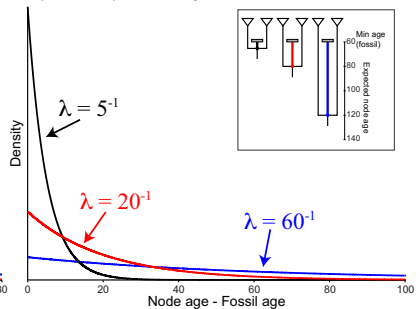 Min age
(fossil)
60
80
100
120
140
Expected node age
Density
λ = 5⁻¹
λ = 20⁻¹
λ = 60⁻¹
0
20
40
60
80
100
Node age - Fossil age